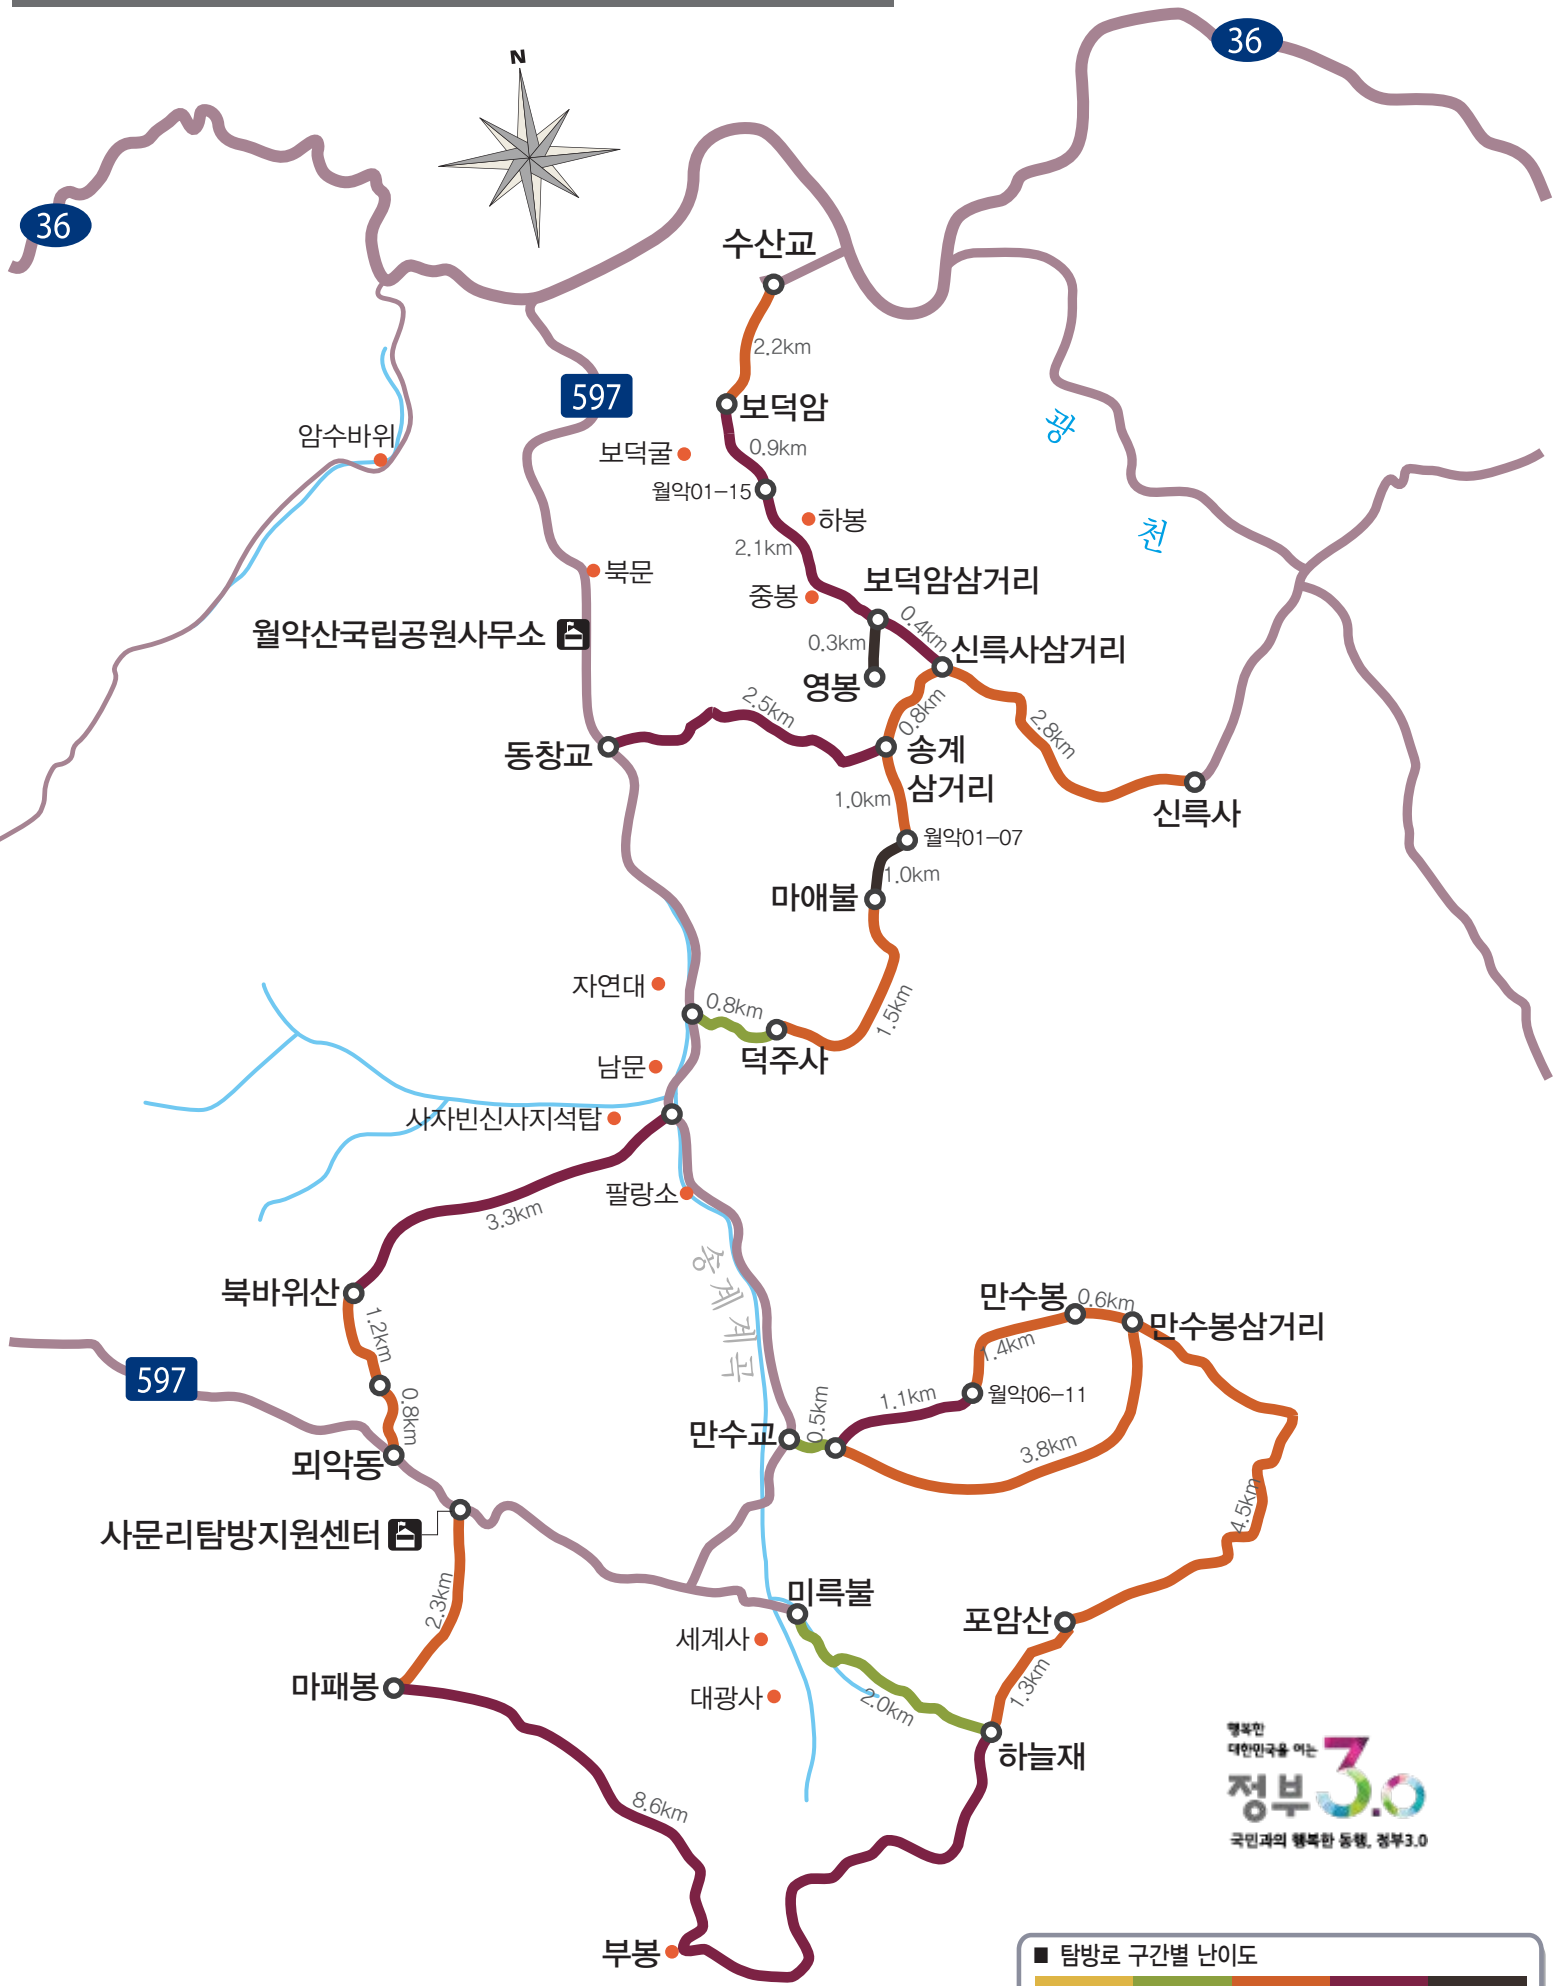 N
36
36
수산교
2.2km
597
보덕암
암수바위
보덕굴
0.9km
월악01-15
광
천
하봉
2.1km
북문
중봉
보덕암삼거리
월악산국립공원사무소
0.4km
0.3km
신륵사삼거리
영봉
2.5km
0.8km
2.8km
동창교
송계
삼거리
1.0km
신륵사
월악01-07
1.0km
마애불
자연대
0.8km
1.5km
남문
덕주사
사자빈신사지석탑
팔랑소
3.3km
송계계곡
북바위산
만수봉
0.6km
만수봉삼거리
1.2km
1.4km
597
1.1km
월악06-11
0.8km
0.5km
만수교
3.8km
뫼악동
4.5km
사문리탐방지원센터
2.3km
미륵불
포암산
세계사
1.3km
마패봉
대광사
2.0km
하늘재
행복한
대한민국을 여는
정부3.0
국민과의 행복한 동행, 정부3.0
8.6km
부봉
■ 탐방로 구간별 난이도